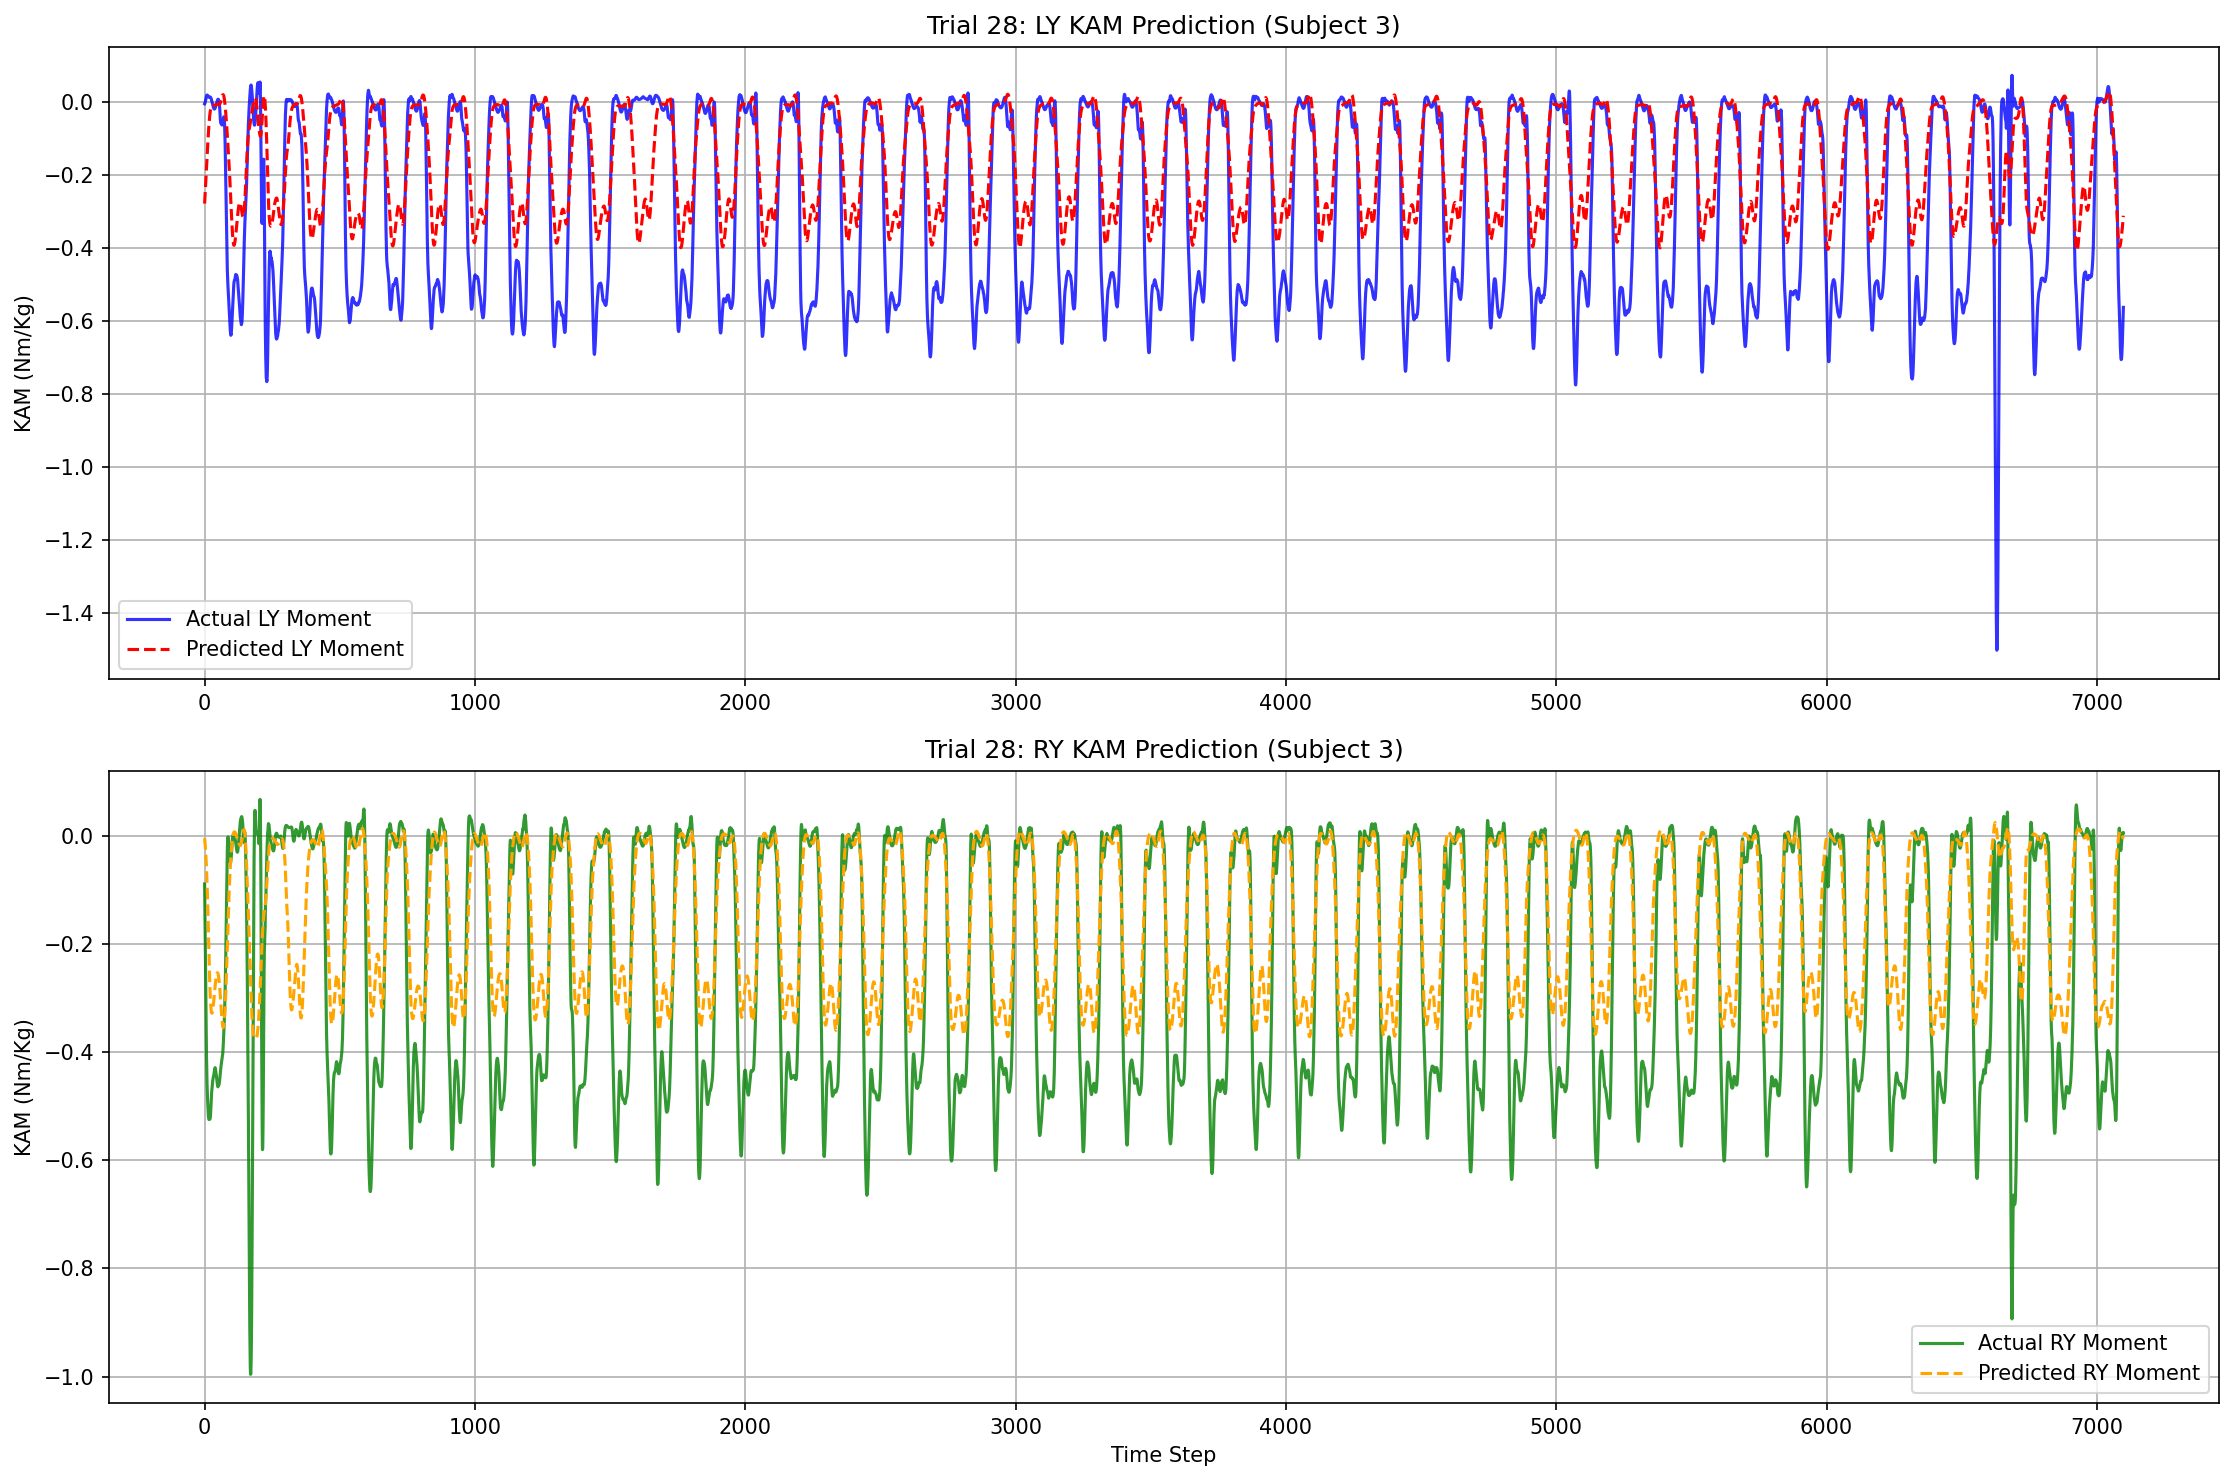 Trial 28: LY KAM Prediction (Subject 3)
KAM (Nm/Kg)
0.0
−0.2
−0.4
−0.6
−0.8
−1.0
−1.2
−1.4
Actual LY Moment
Predicted LY Moment
0 1000 2000 3000 4000 5000 6000 7000
Trial 28: RY KAM Prediction (Subject 3)
KAM (Nm/Kg)
0.0
−0.2
−0.4
−0.6
−0.8
−1.0
Actual RY Moment
Predicted RY Moment
0 1000 2000 3000 4000 5000 6000 7000
Time Step